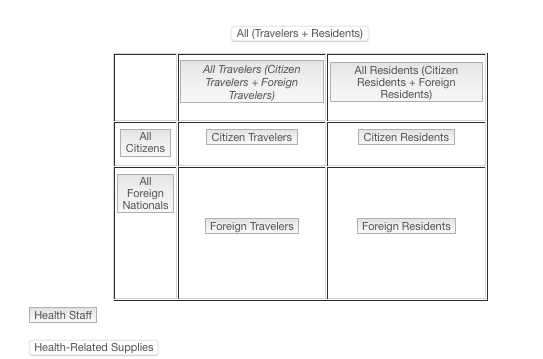 All (Travelers + Residents)
All Travelers (Citizen
Travelers + Foreign
Travelers)
All Residents (Citizen
Residents + Foreign
Residents)
All
Citizens
Citizen Travelers
Citizen Residents
All
Foreign
Nationals
Foreign Travelers
Foreign Residents
Health Staff
Health-Related Supplies